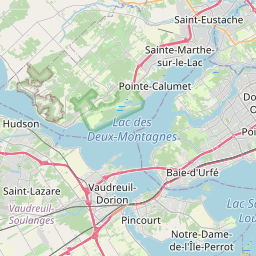 Saint-Eustache
Sainte-Marthe-
sur-le-Lac
Pointe-Calumet
Hudson
Lac des
Deux-Montagnes
Baie-d'Urfé
Saint-Lazare
Vaudreuil-
Dorion
Vaudreuil-
Soulanges
Pincourt
Notre-Dame-
de-l'Île-Perrot